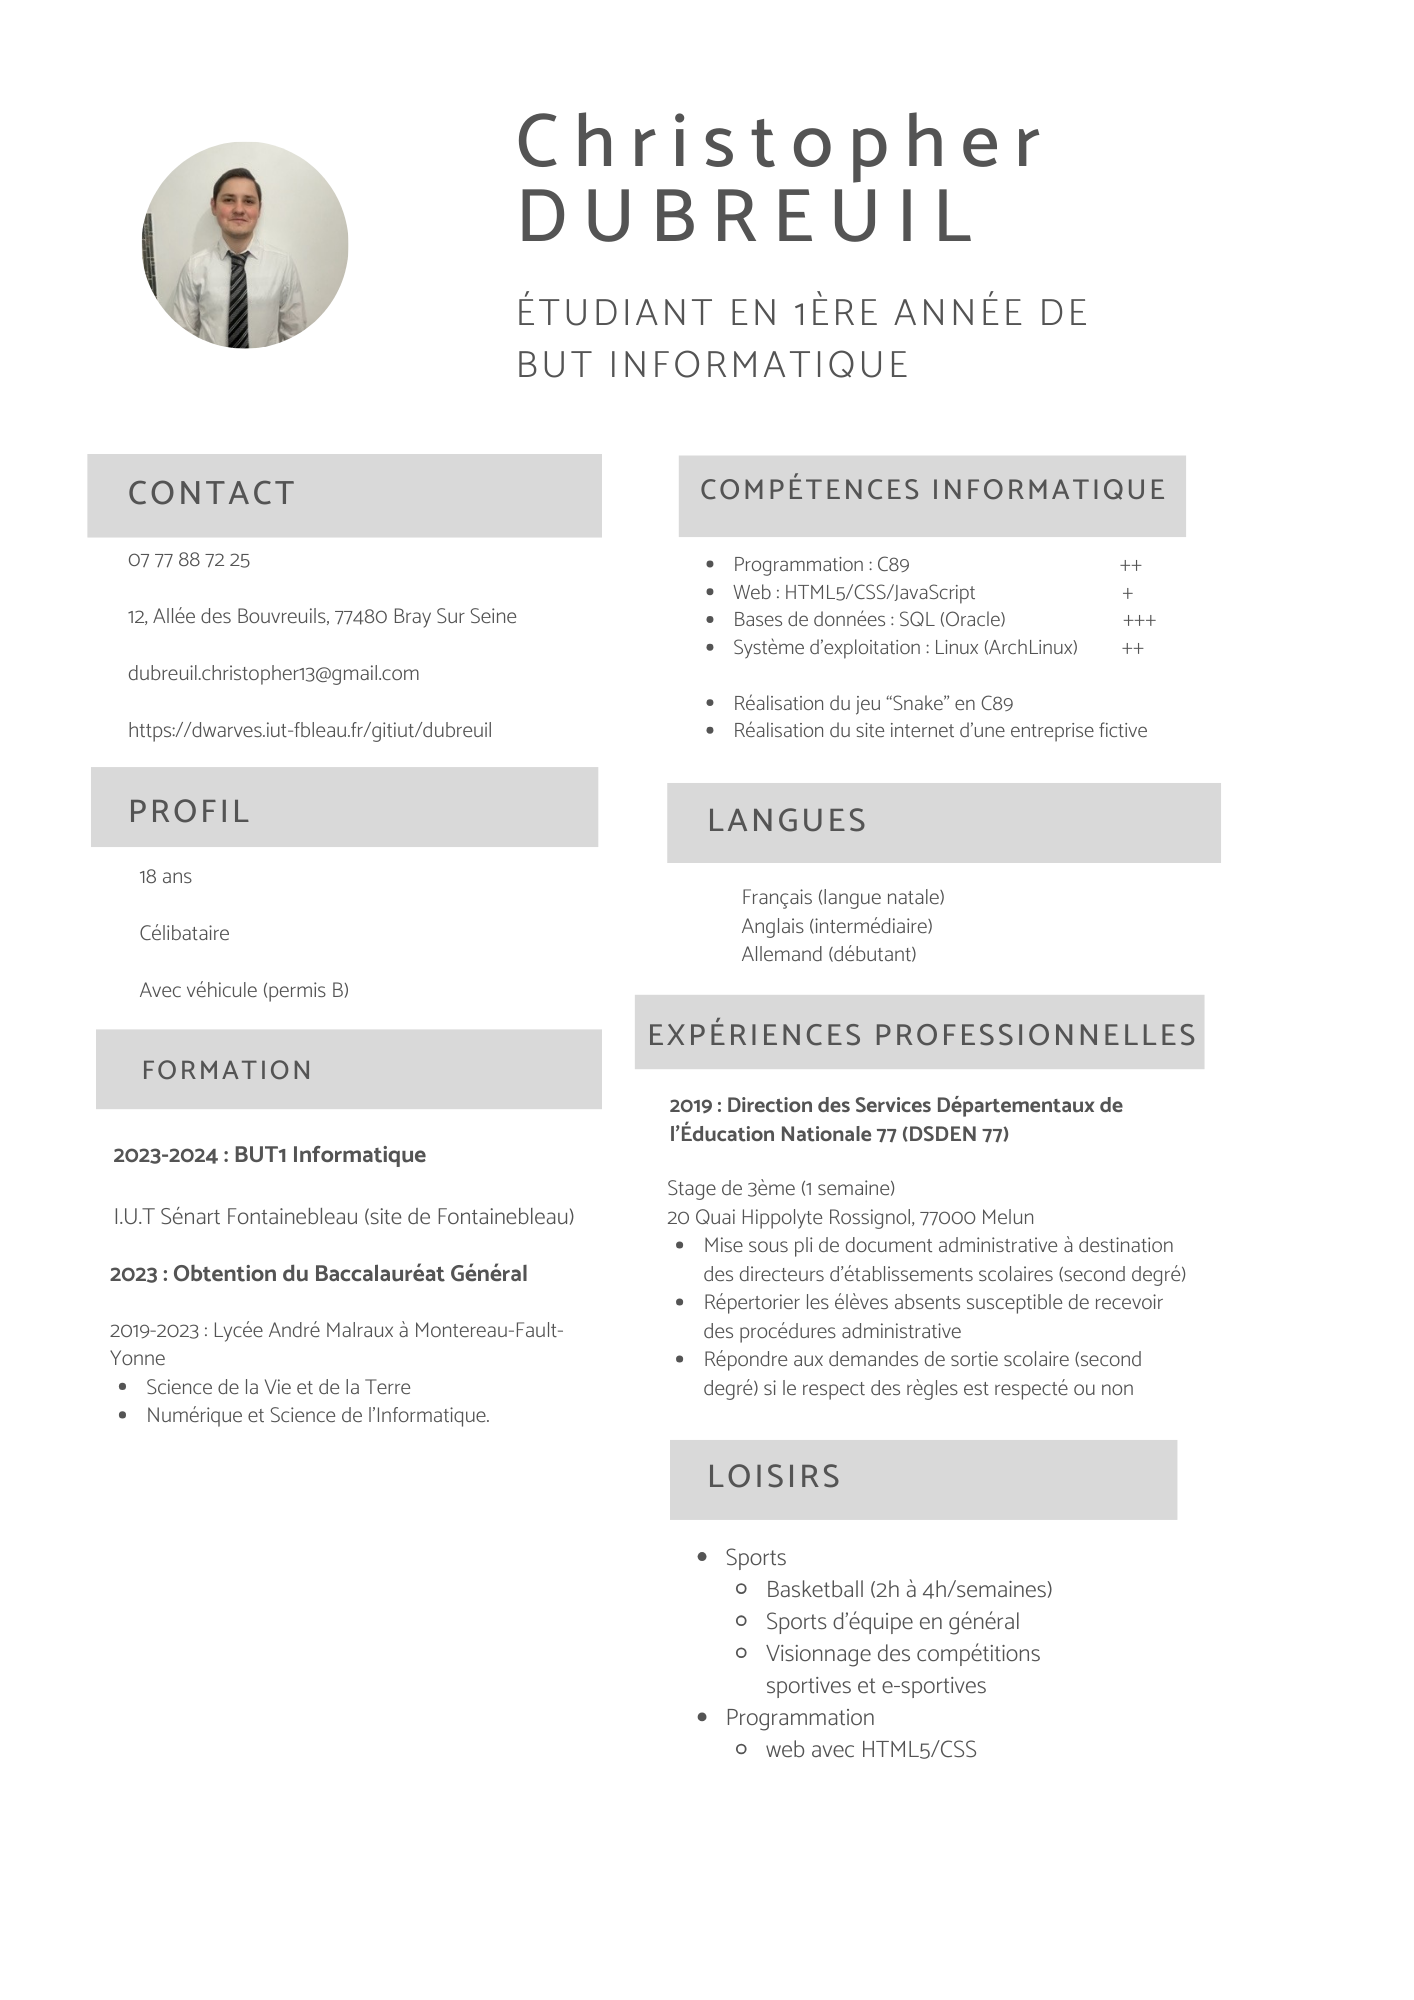 Christopher
DUBREUIL
ÉTUDIANT EN 1ÈRE ANNÉE DE
BUT INFORMATIQUE
CONTACT
07 77 88 72 25
12, Allée des Bouvreuils, 77480 Bray Sur Seine
dubreuil.christopher13@gmail.com
https://dwarves.iut-fbleau.fr/gitiut/dubreuil
PROFIL
18 ans
Célibataire
Avec véhicule (permis B)
FORMATION
2023-2024 : BUT1 Informatique
I.U.T Sénart Fontainebleau (site de Fontainebleau)
2023 : Obtention du Baccalauréat Général
2019-2023 : Lycée André Malraux à Montereau-Fault-
Yonne
• Science de la Vie et de la Terre
• Numérique et Science de l'Informatique.
COMPÉTENCES INFORMATIQUE
• Programmation : C89 ++
• Web : HTML5/CSS/JavaScript +
• Bases de données : SQL (Oracle) +++
• Système d'exploitation : Linux (ArchLinux) ++
• Réalisation du jeu “Snake” en C89
• Réalisation du site internet d'une entreprise fictive
LANGUES
Français (langue natale)
Anglais (intermédiaire)
Allemand (débutant)
EXPÉRIENCES PROFESSIONNELLES
2019 : Direction des Services Départementaux de
l'Éducation Nationale 77 (DSDEN 77)
Stage de 3ème (1 semaine)
20 Quai Hippolyte Rossignol, 77000 Melun
• Mise sous pli de document administrative à destination
des directeurs d'établissements scolaires (second degré)
• Répertorier les élèves absents susceptible de recevoir
des procédures administrative
• Répondre aux demandes de sortie scolaire (second
degré) si le respect des règles est respecté ou non
LOISIRS
• Sports
○ Basketball (2h à 4h/semaines)
○ Sports d'équipe en général
○ Visionnage des compétitions
sportives et e-sportives
• Programmation
○ web avec HTML5/CSS